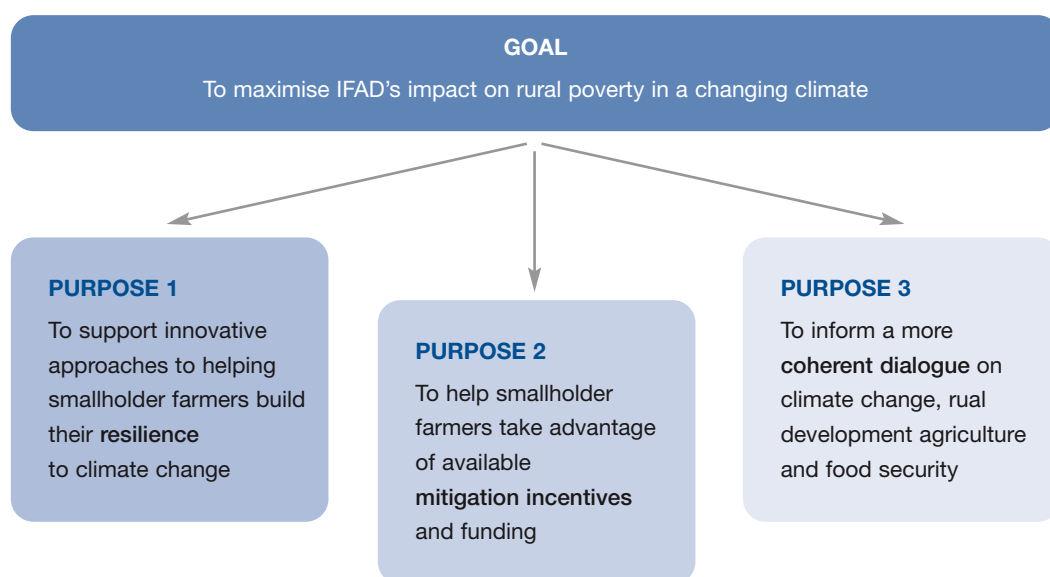 GOAL
To maximise IFAD’s impact on rural poverty in a changing climate
PURPOSE 1
To support innovative
approaches to helping
smallholder farmers build
their resilience
to climate change
PURPOSE 2
To help smallholder
farmers take advantage
of available
mitigation incentives
and funding
PURPOSE 3
To inform a more
coherent dialogue on
climate change, rual
development agriculture
and food security